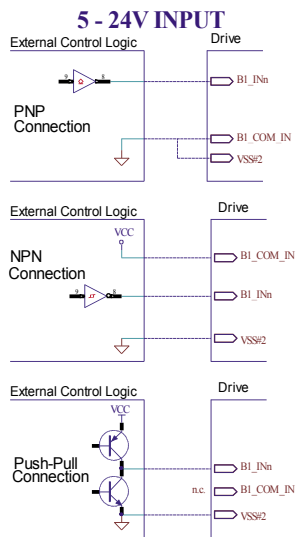 5 - 24V INPUT
External Control Logic Drive
9 8 B1_INn
PNP
Connection
B1_COM_IN
VSS#2
External Control Logic Drive
VCC
NPN B1_COM_IN
Connection
9 8 B1_INn
VSS#2
External Control Logic Drive
VCC
Push-Pull B1_INn
Connection n.c. B1_COM_IN
VSS#2